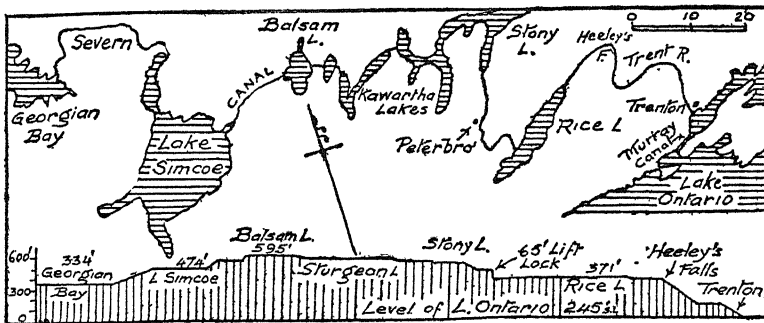 Severn
Georgian
Bay
Lake
Simcoe
CANAL
Balsam
L.
Kawartha
Lakes
Stony
L.
Peterbro'
Heeley's
F.
Trent R.
Rice L
Trenton
Murray
Canal
Lake
Ontario
0 10 20
App.
600'
300
0
334'
Georgian
Bay
474'
L Simcoe
Balsam L.
595'
Sturgeon L
Stony L.
65' Lift
Lock
371'
Rice L
Heeley's
Falls
Trenton
Level of L. Ontario 245'